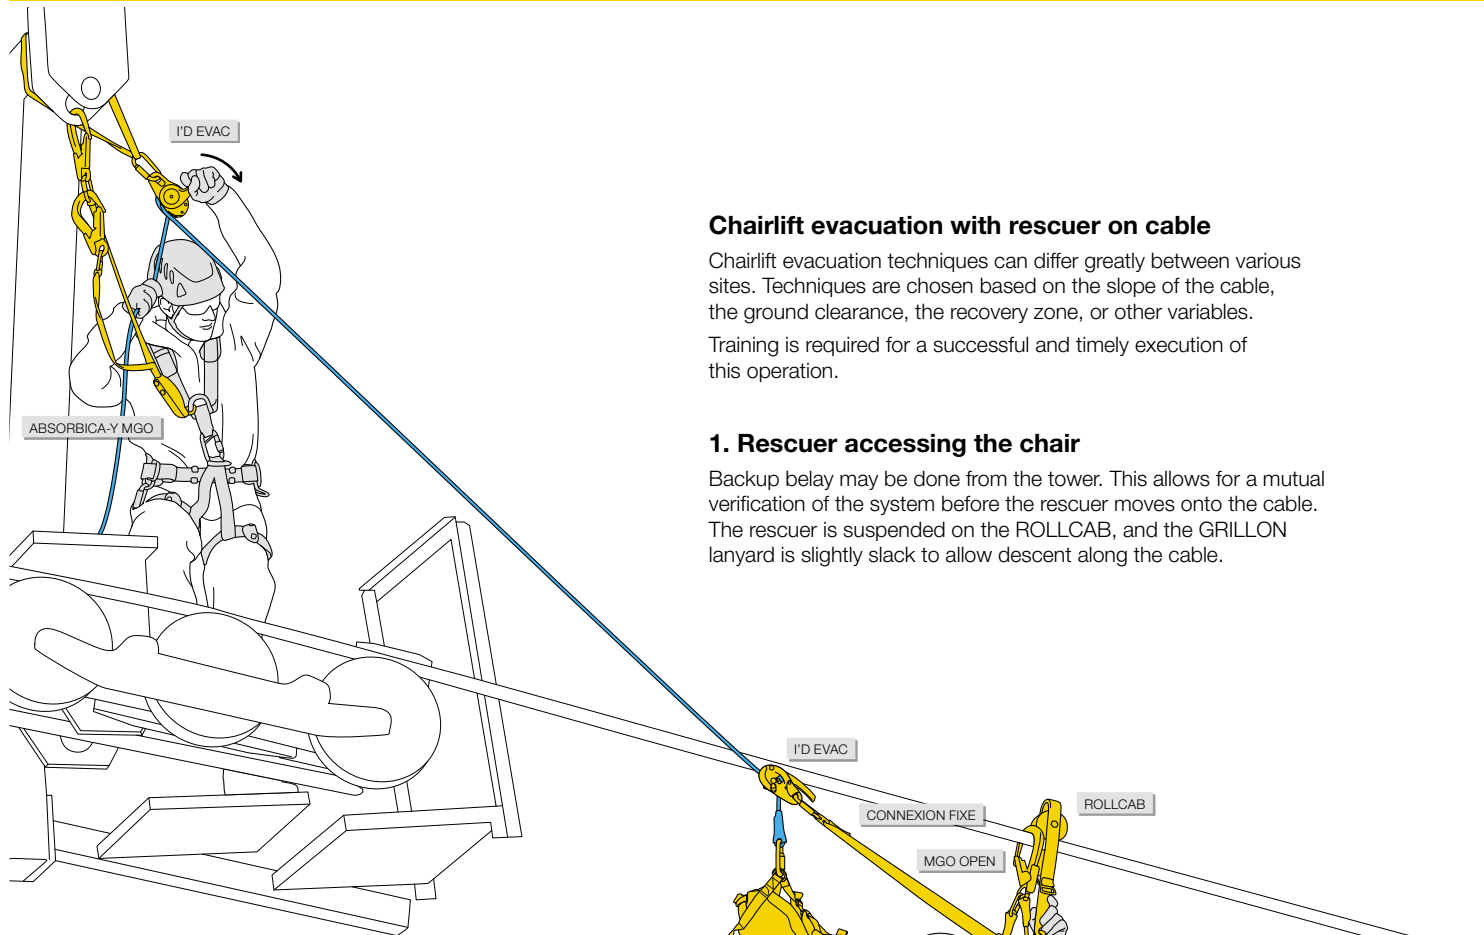 I'D EVAC
Chairlift evacuation with rescuer on cable
Chairlift evacuation techniques can differ greatly between various
sites. Techniques are chosen based on the slope of the cable,
the ground clearance, the recovery zone, or other variables.
Training is required for a successful and timely execution of
this operation.
ABSORBICA-Y MGO
1. Rescuer accessing the chair
Backup belay may be done from the tower. This allows for a mutual
verification of the system before the rescuer moves onto the cable.
The rescuer is suspended on the ROLLCAB, and the GRILLON
lanyard is slightly slack to allow descent along the cable.
I'D EVAC
ROLLCAB
CONNEXION FIXE
MGO OPEN